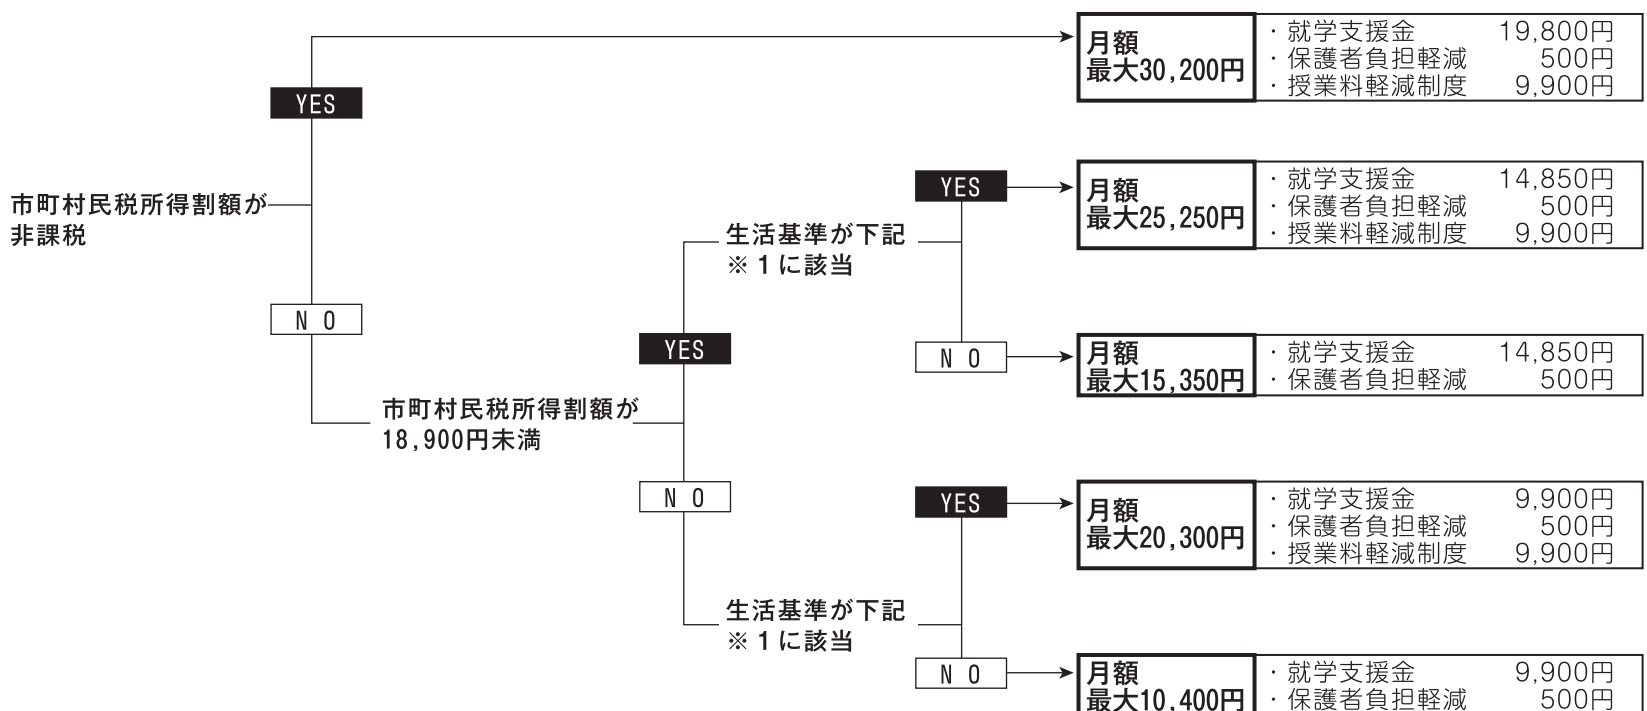 市町村民税所得割額が
非課税
YES
NO
市町村民税所得割額が
18,900円未満
YES
NO
生活基準が下記
※1に該当
YES
NO
生活基準が下記
※1に該当
YES
NO
月額
最大30,200円
・就学支援金 19,800円
・保護者負担軽減 500円
・授業料軽減制度 9,900円
月額
最大25,250円
・就学支援金 14,850円
・保護者負担軽減 500円
・授業料軽減制度 9,900円
月額
最大15,350円
・就学支援金 14,850円
・保護者負担軽減 500円
月額
最大20,300円
・就学支援金 9,900円
・保護者負担軽減 500円
・授業料軽減制度 9,900円
月額
最大10,400円
・就学支援金 9,900円
・保護者負担軽減 500円